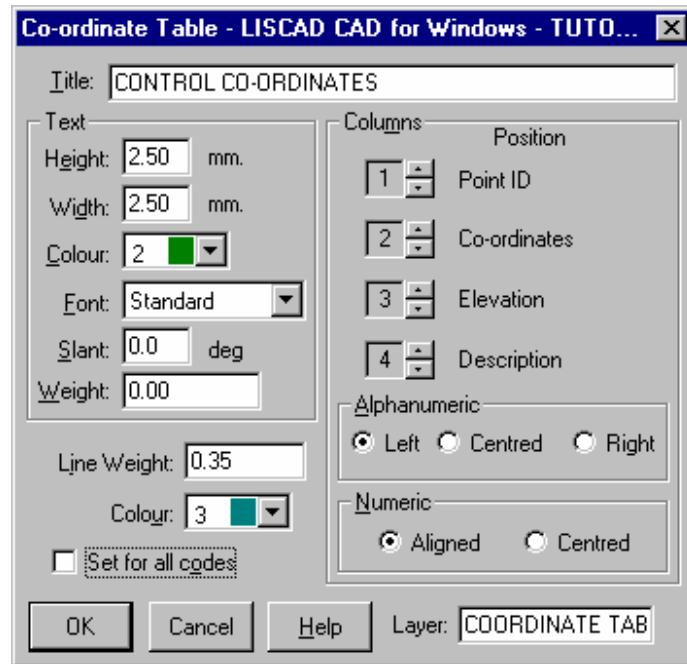 Co-ordinate Table - LISCAD CAD for Windows - TUTO...
Title: CONTROL CO-ORDINATES
Text
Height: 2.50 mm.
Width: 2.50 mm.
Colour: 2
Font: Standard
Slant: 0.0 deg
Weight: 0.00
Line Weight: 0.35
Colour: 3
Set for all codes
Columns
Position
1 Point ID
2 Co-ordinates
3 Elevation
4 Description
Alphanumeric
Left Centred Right
Numeric
Aligned Centred
OK Cancel Help Layer: COORDINATE TAB